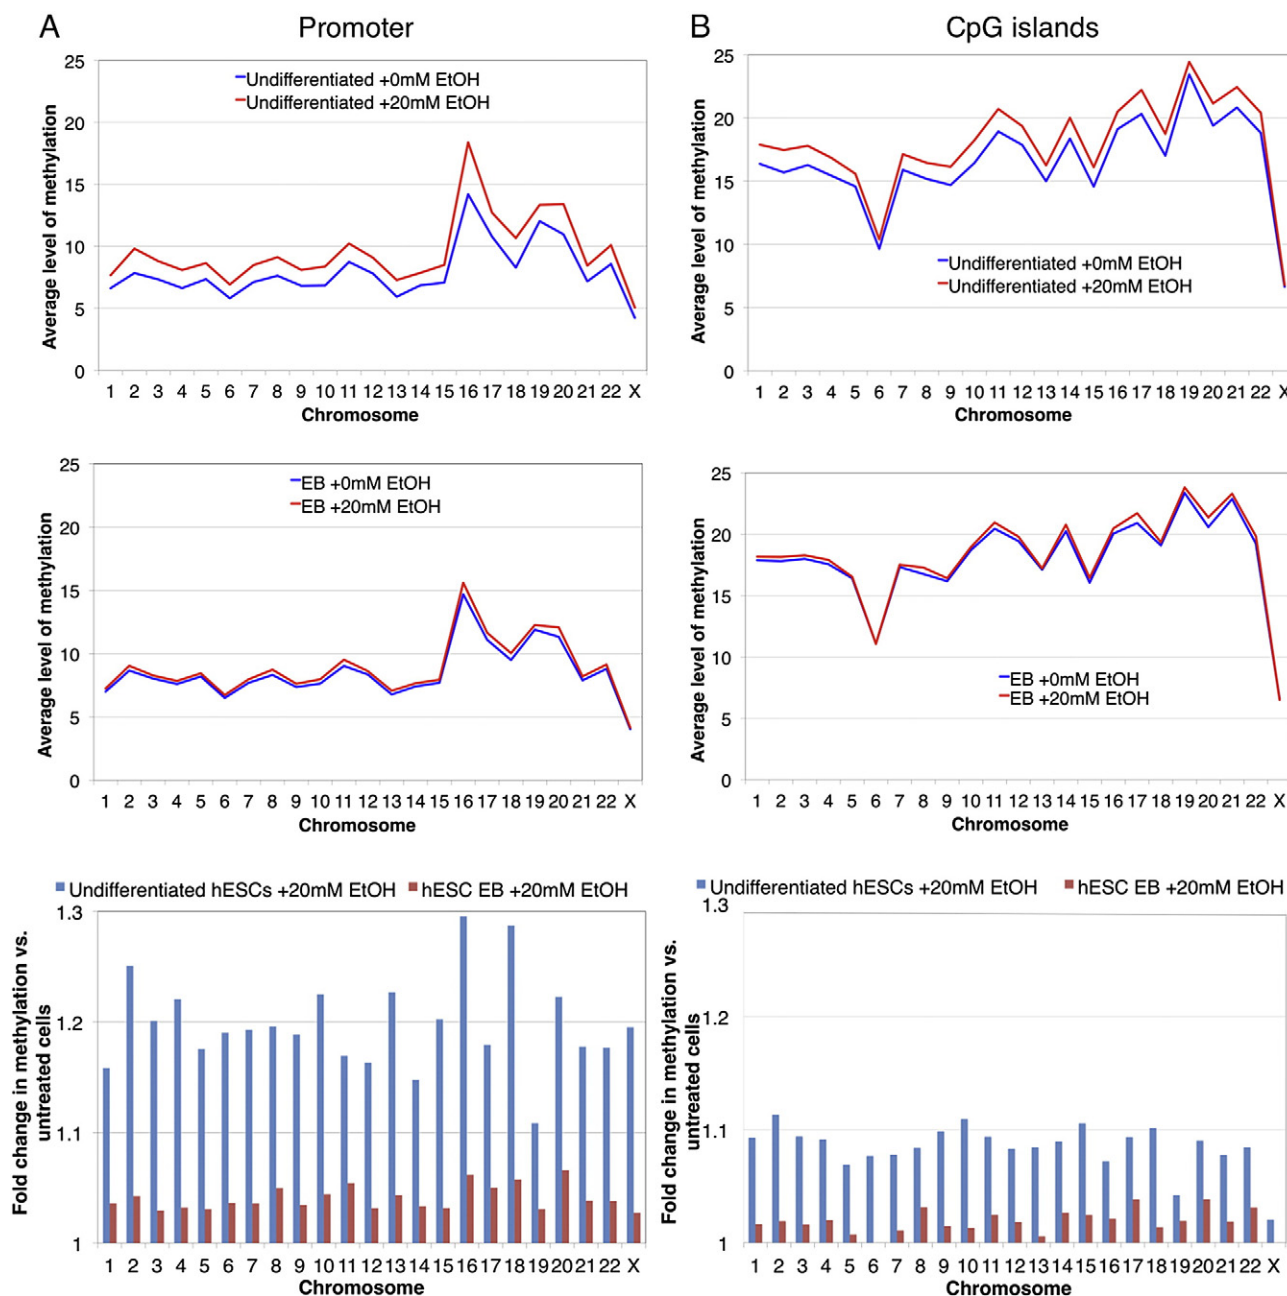 A Promoter
25
20
15
10
5
0
Average level of methylation
Undifferentiated +0mM EtOH
Undifferentiated +20mM EtOH
1 2 3 4 5 6 7 8 9 10 11 12 13 14 15 16 17 18 19 20 21 22 X
Chromosome
B CpG islands
25
20
15
10
5
0
Average level of methylation
Undifferentiated +0mM EtOH
Undifferentiated +20mM EtOH
1 2 3 4 5 6 7 8 9 10 11 12 13 14 15 16 17 18 19 20 21 22 X
Chromosome
25
20
15
10
5
0
Average level of methylation
EB +0mM EtOH
EB +20mM EtOH
1 2 3 4 5 6 7 8 9 10 11 12 13 14 15 16 17 18 19 20 21 22 X
Chromosome
25
20
15
10
5
0
Average level of methylation
EB +0mM EtOH
EB +20mM EtOH
1 2 3 4 5 6 7 8 9 10 11 12 13 14 15 16 17 18 19 20 21 22 X
Chromosome
Undifferentiated hESCs +20mM EtOH hESC EB +20mM EtOH
1.3
1.2
1.1
1
Fold change in methylation vs.
untreated cells
1 2 3 4 5 6 7 8 9 10 11 12 13 14 15 16 17 18 19 20 21 22 X
Chromosome
Undifferentiated hESCs +20mM EtOH hESC EB +20mM EtOH
1.3
1.2
1.1
1
Fold change in methylation vs.
untreated cells
1 2 3 4 5 6 7 8 9 10 11 12 13 14 15 16 17 18 19 20 21 22 X
Chromosome